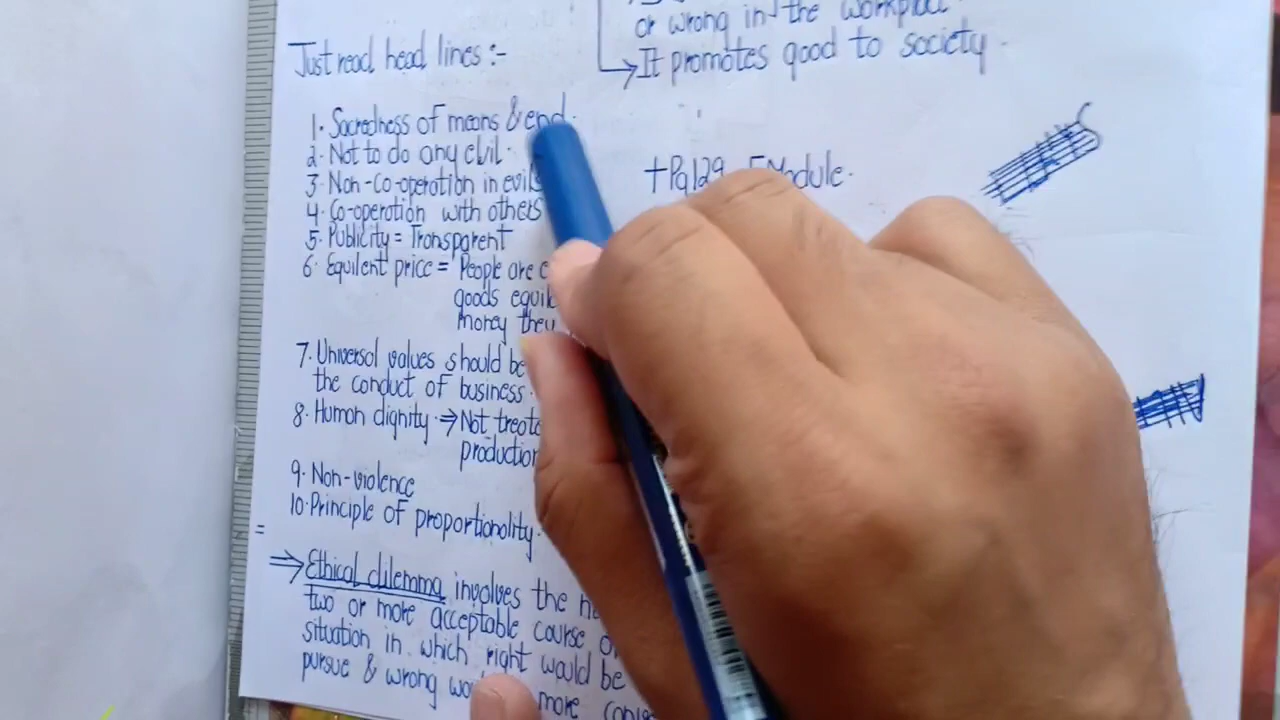 or wrong in the workplace
→ It promotes good to society.
Just read head lines :-
1. Sacredness of means & end.
2. Not to do any evil.
3. Non-Co-operation in evils
4. Co-operation with others
5. Publicity = Transparent
6. Equilent price = People are
goods
money they
7. Universal values should be
the conduct of business.
8. Human dignity → Not
production
9. Non-violence
10. Principle of proportionality.
=
⇒ Ethical dilemma involves the
two or more acceptable course
situation in which right would be
pursue & wrong more
+ Pg 129 Module.